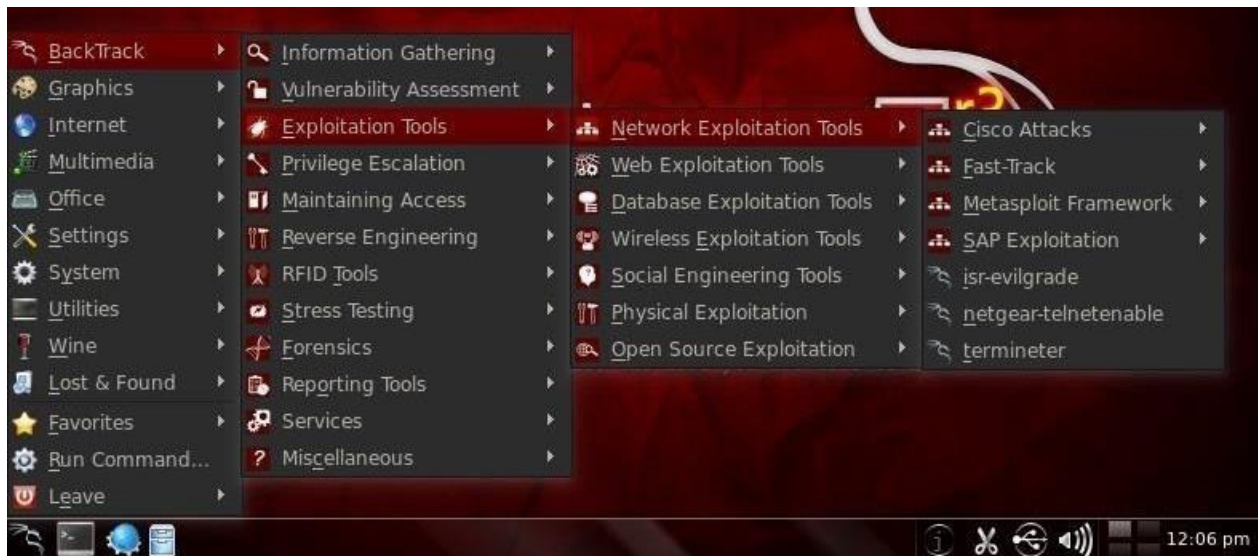 BackTrack
Graphics
Internet
Multimedia
Office
Settings
System
Utilities
Wine
Lost & Found
Favorites
Run Command...
Leave
Information Gathering
Vulnerability Assessment
Exploitation Tools
Privilege Escalation
Maintaining Access
Reverse Engineering
RFID Tools
Stress Testing
Forensics
Reporting Tools
Services
Miscellaneous
Network Exploitation Tools
Web Exploitation Tools
Database Exploitation Tools
Wireless Exploitation Tools
Social Engineering Tools
Physical Exploitation
Open Source Exploitation
Cisco Attacks
Fast-Track
Metasploit Framework
SAP Exploitation
isr-evilgrade
netgear-telnetenable
termineter
12:06 pm